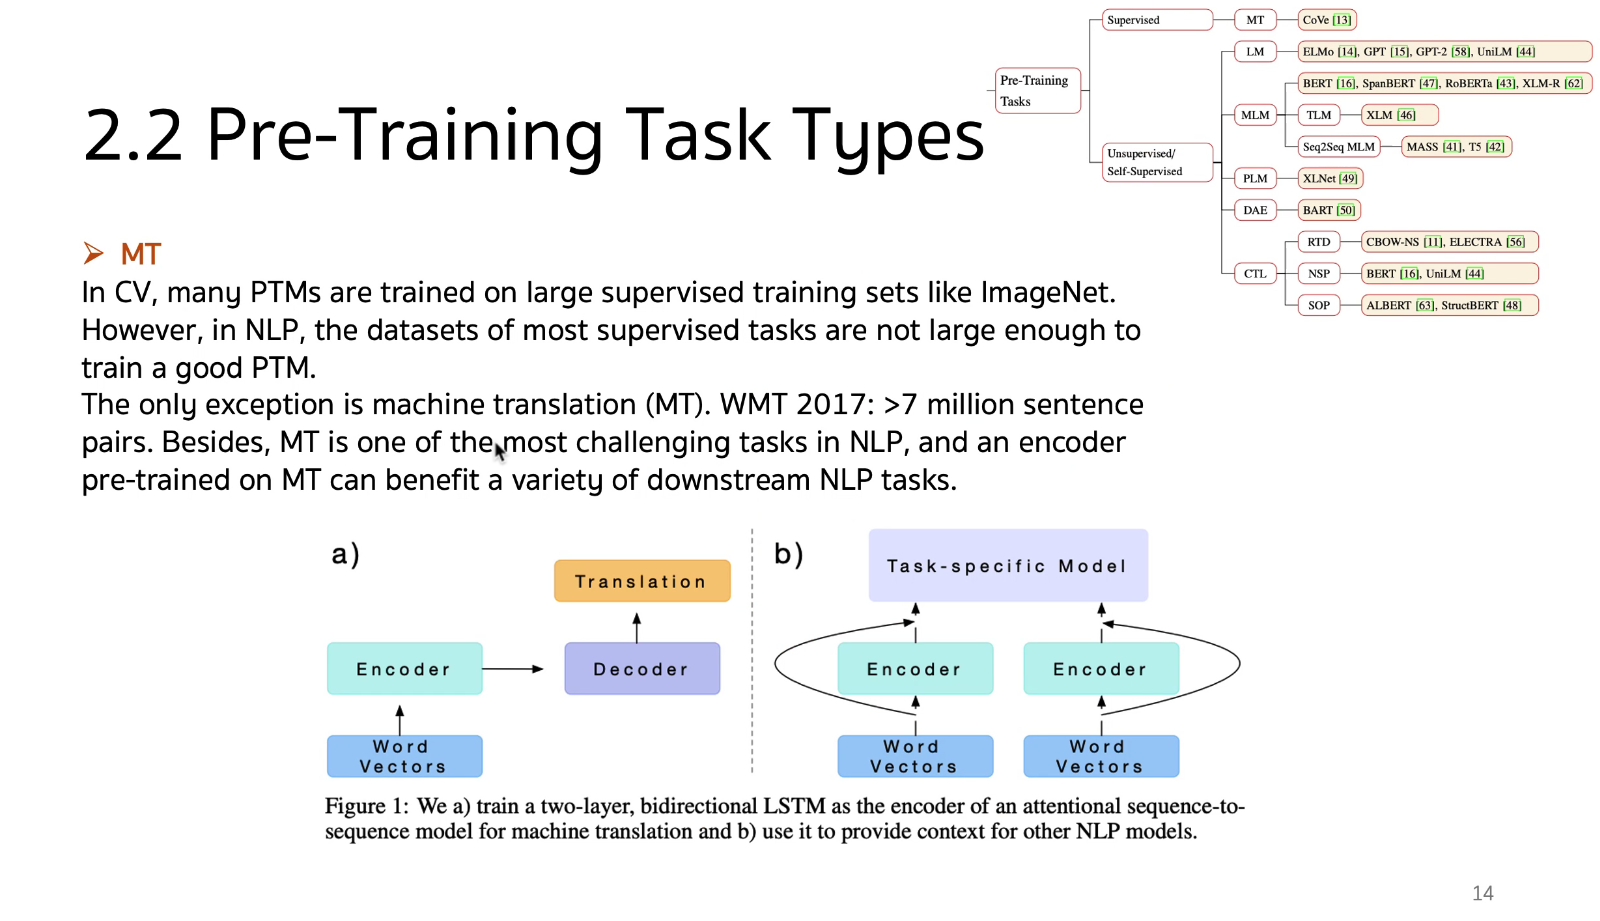 2.2 Pre-Training Task Types
Pre-Training
Tasks
Supervised
MT
CoVe [13]
Unsupervised/
Self-Supervised
LM
ELMo [14], GPT [15], GPT-2 [58], UniLM [44]
MLM
BERT [16], SpanBERT [47], RoBERTa [43], XLM-R [62]
TLM
XLM [46]
Seq2Seq MLM
MASS [41], T5 [42]
PLM
XLNet [49]
DAE
BART [50]
CTL
RTD
CBOW-NS [11], ELECTRA [56]
NSP
BERT [16], UniLM [44]
SOP
ALBERT [63], StructBERT [48]
➢ MT
In CV, many PTMs are trained on large supervised training sets like ImageNet.
However, in NLP, the datasets of most supervised tasks are not large enough to
train a good PTM.
The only exception is machine translation (MT). WMT 2017: >7 million sentence
pairs. Besides, MT is one of the most challenging tasks in NLP, and an encoder
pre-trained on MT can benefit a variety of downstream NLP tasks.
a)
Translation
Encoder
Decoder
Word
Vectors
b)
Task-specific Model
Encoder
Encoder
Word
Vectors
Word
Vectors
Figure 1: We a) train a two-layer, bidirectional LSTM as the encoder of an attentional sequence-to-
sequence model for machine translation and b) use it to provide context for other NLP models.
14